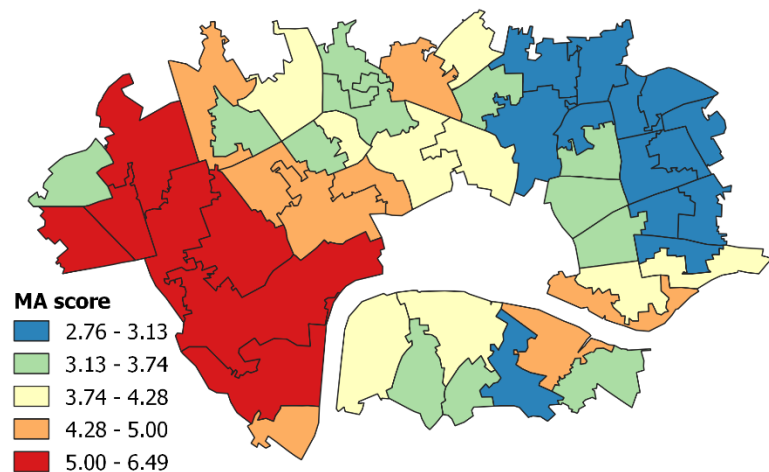 MA score
2.76 - 3.13
3.13 - 3.74
3.74 - 4.28
4.28 - 5.00
5.00 - 6.49